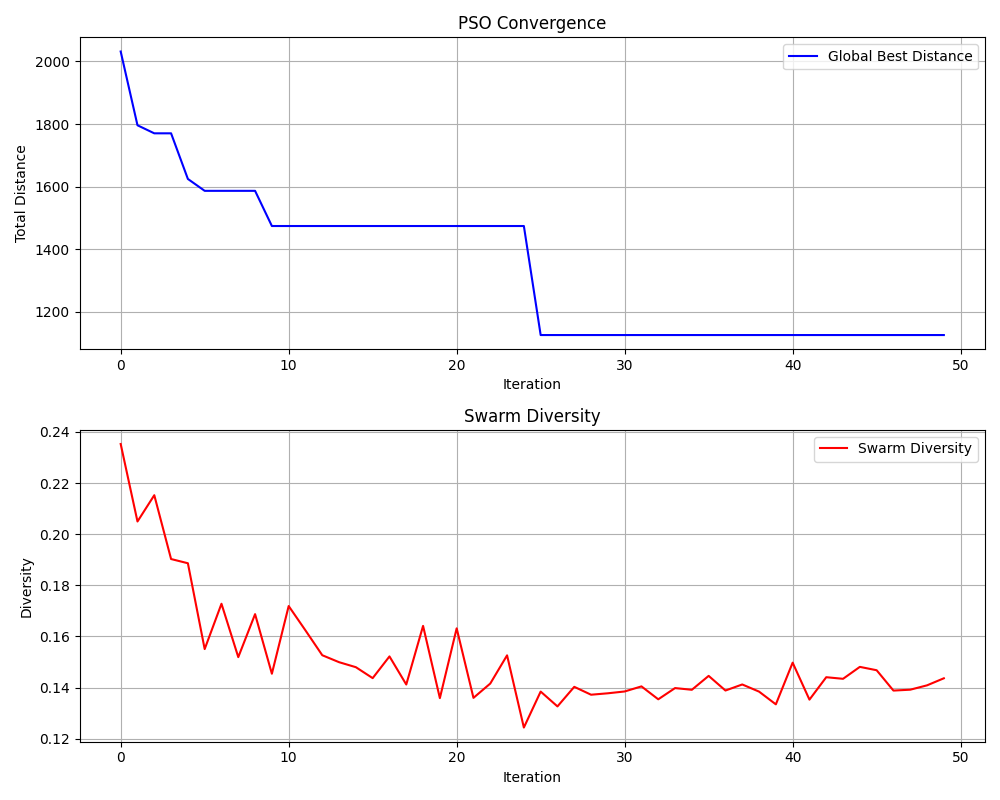 PSO Convergence
Global Best Distance
2000
1800
1600
1400
1200
Total Distance
0 10 20 30 40 50
Iteration
Swarm Diversity
Swarm Diversity
0.24
0.22
0.20
0.18
0.16
0.14
0.12
Diversity
0 10 20 30 40 50
Iteration